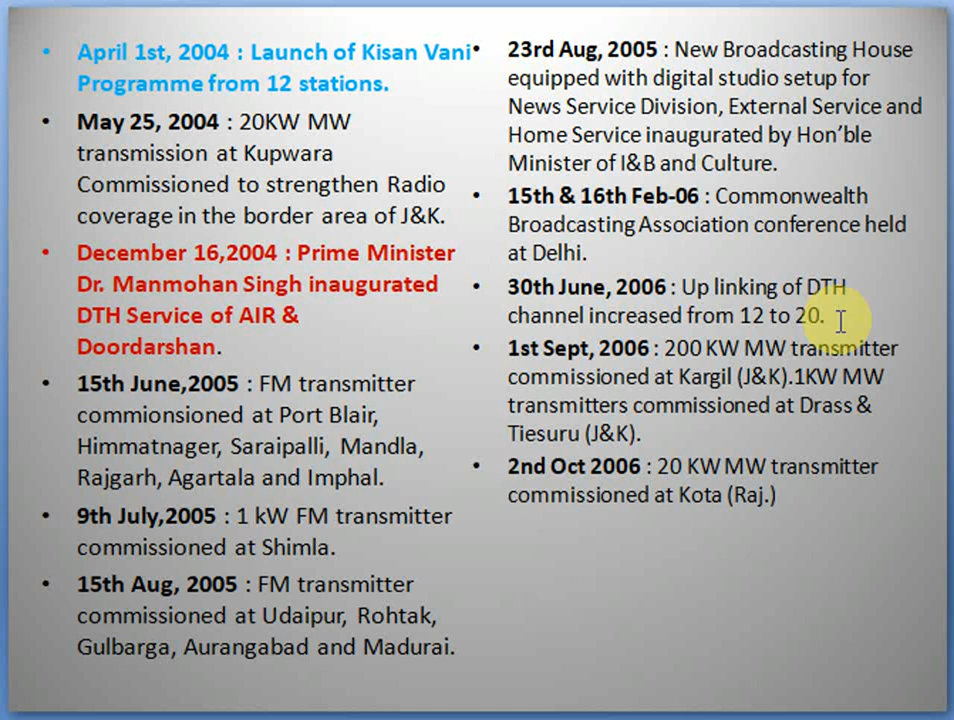 • April 1st, 2004 : Launch of Kisan Vani
Programme from 12 stations.
• May 25, 2004 : 20KW MW
transmission at Kupwara
Commissioned to strengthen Radio
coverage in the border area of J&K.
• December 16,2004 : Prime Minister
Dr. Manmohan Singh inaugurated
DTH Service of AIR &
Doordarshan.
• 15th June,2005 : FM transmitter
commionsioned at Port Blair,
Himmatnager, Saraipalli, Mandla,
Rajgarh, Agartala and Imphal.
• 9th July,2005 : 1 kW FM transmitter
commissioned at Shimla.
• 15th Aug, 2005 : FM transmitter
commissioned at Udaipur, Rohtak,
Gulbarga, Aurangabad and Madurai.
• 23rd Aug, 2005 : New Broadcasting House
equipped with digital studio setup for
News Service Division, External Service and
Home Service inaugurated by Hon'ble
Minister of I&B and Culture.
• 15th & 16th Feb-06 : Commonwealth
Broadcasting Association conference held
at Delhi.
• 30th June, 2006 : Up linking of DTH
channel increased from 12 to 20.
• 1st Sept, 2006 : 200 KW MW transmitter
commissioned at Kargil (J&K).1KW MW
transmitters commissioned at Drass &
Tiesuru (J&K).
• 2nd Oct 2006 : 20 KW MW transmitter
commissioned at Kota (Raj.)